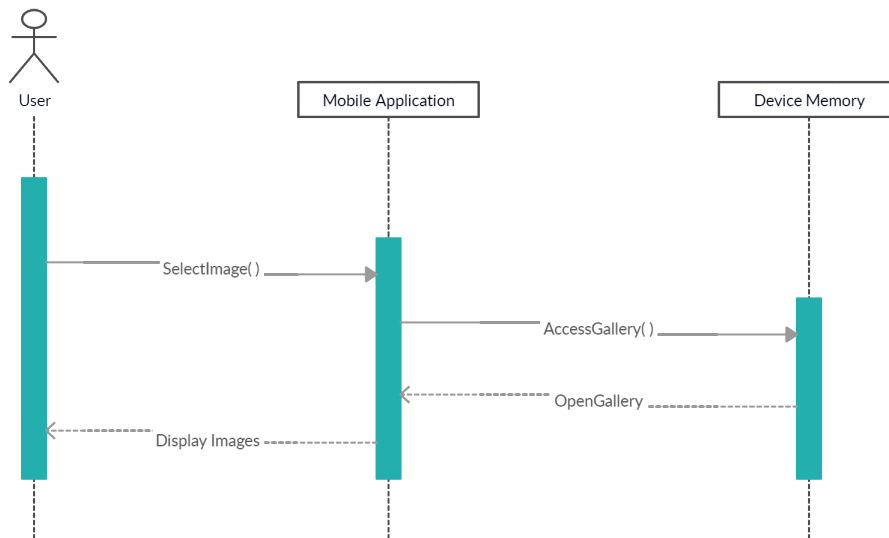 User
Mobile Application
Device Memory
SelectImage( )
AccessGallery( )
OpenGallery
Display Images